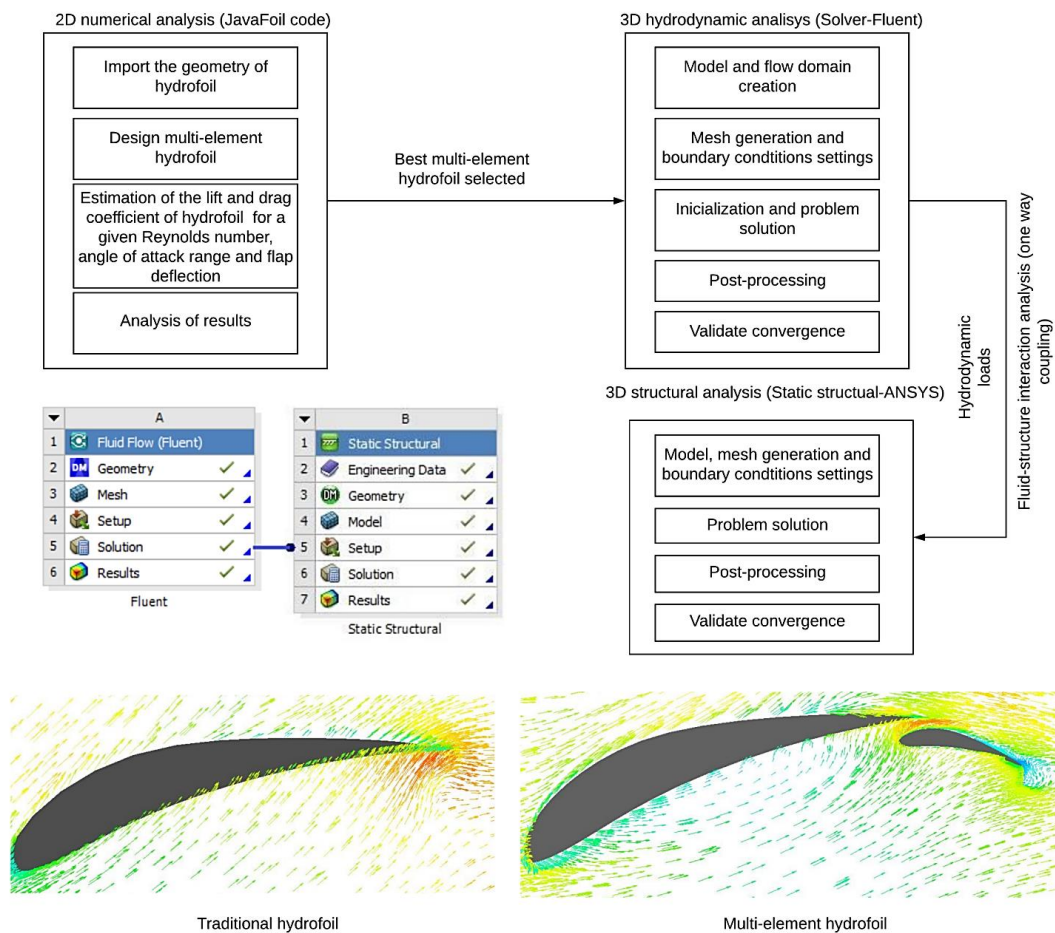 2D numerical analysis (JavaFoil code)
Import the geometry of
hydrofoil
Design multi-element
hydrofoil
Estimation of the lift and drag
coefficient of hydrofoil for a
given Reynolds number,
angle of attack range and flap
deflection
Analysis of results
Best multi-element
hydrofoil selected
3D hydrodynamic analisys (Solver-Fluent)
Model and flow domain
creation
Mesh generation and
boundary condtitions settings
Inicialization and problem
solution
Post-processing
Validate convergence
Hydrodynamic
loads
Fluid-structure interaction analysis (one way
coupling)
3D structural analysis (Static structual-ANSYS)
Model, mesh generation and
boundary condtitions settings
Problem solution
Post-processing
Validate convergence
A
1 Fluid Flow (Fluent)
2 DM Geometry
3 Mesh
4 Setup
5 Solution
6 Results
Fluent
B
1 Static Structural
2 Engineering Data
3 DM Geometry
4 Model
5 Setup
6 Solution
7 Results
Static Structural
Traditional hydrofoil
Multi-element hydrofoil